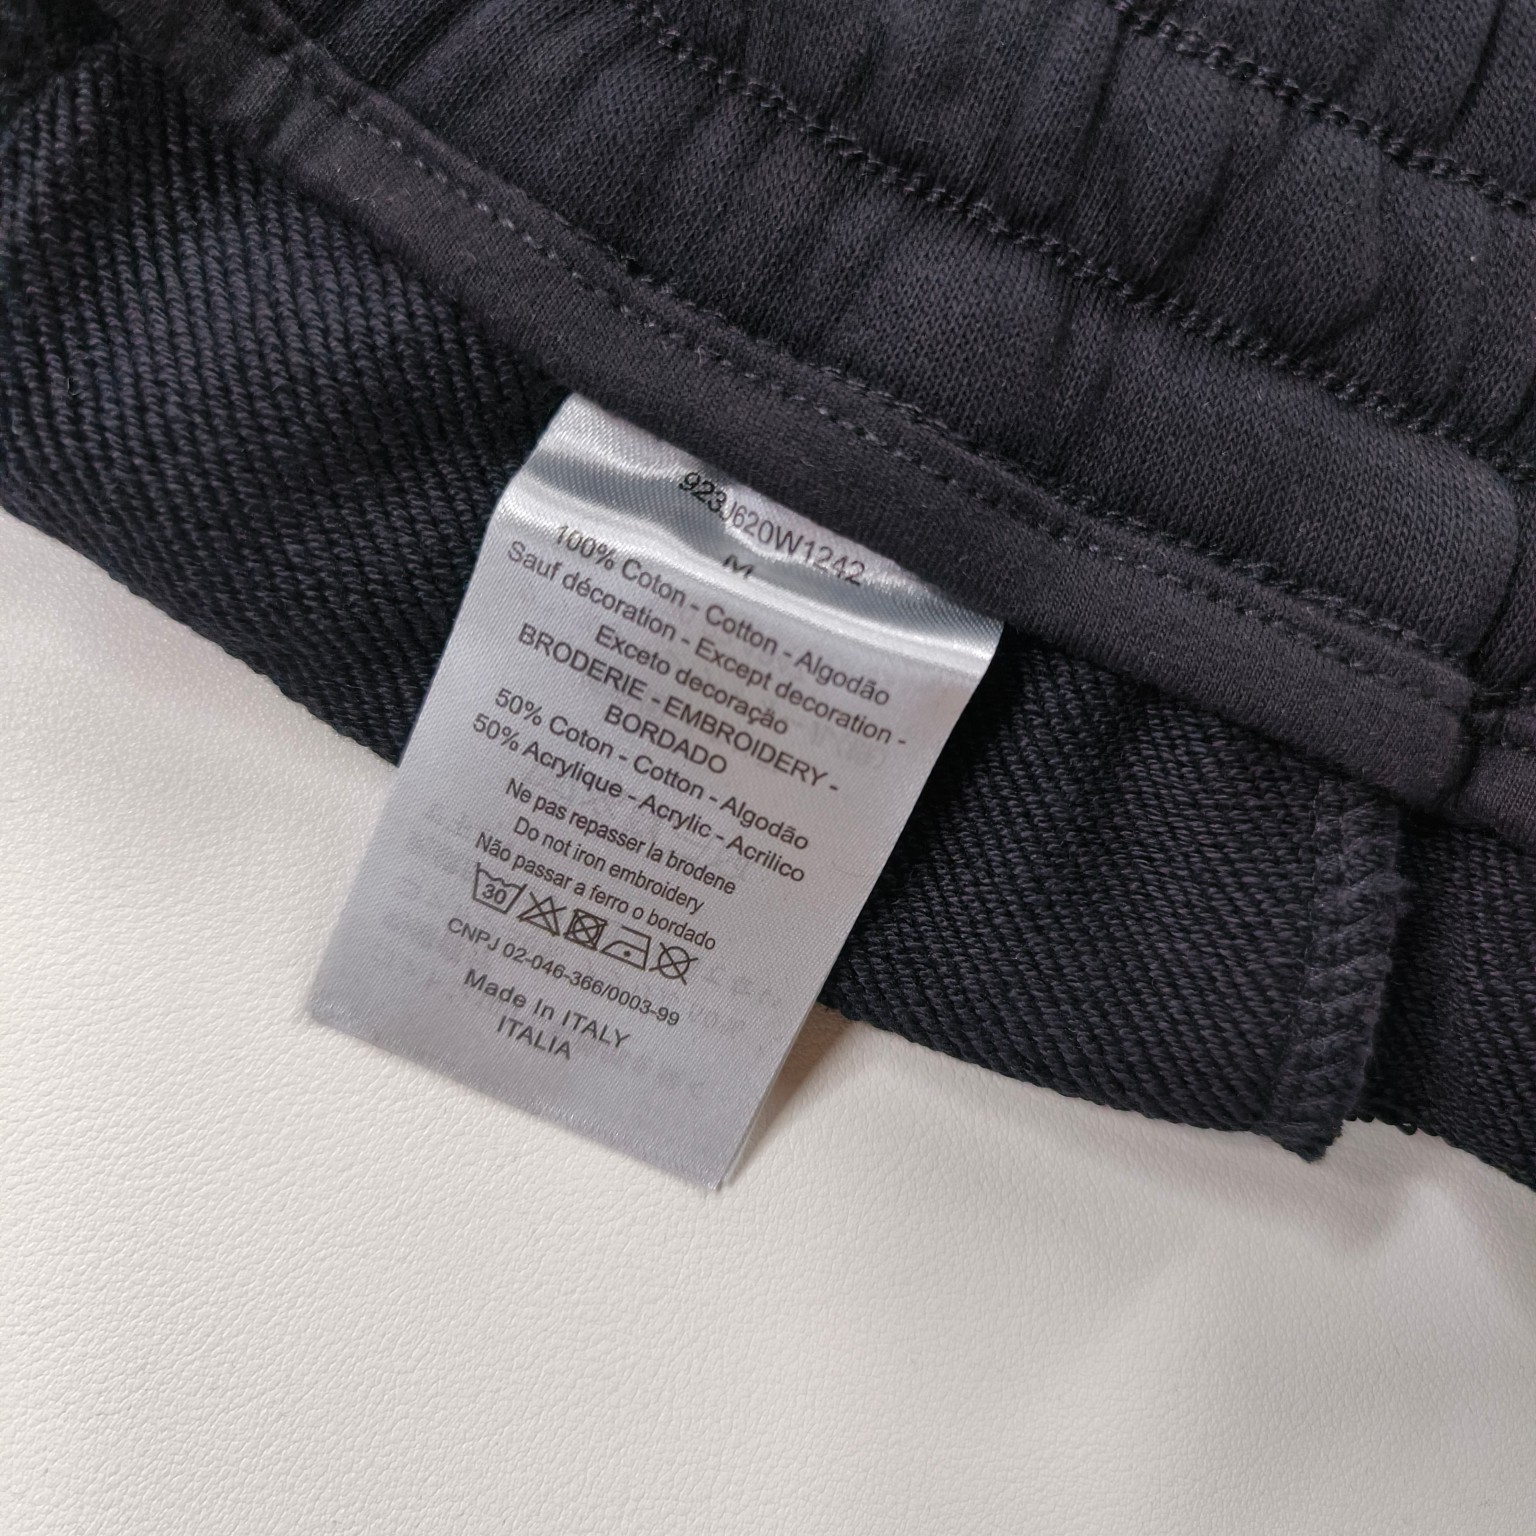 923J620W1242
M
100% Coton - Cotton - Algodão
Sauf décoration - Except decoration -
Exceto decoração
BRODERIE - EMBROIDERY -
BORDADO
50% Coton - Cotton - Algodão
50% Acrylique - Acrylic - Acrilico
Ne pas repasser la brodene
Do not iron embroidery
Não passar a ferro o bordado
30
CNPJ 02-046-366/0003-99
Made In ITALY
ITALIA